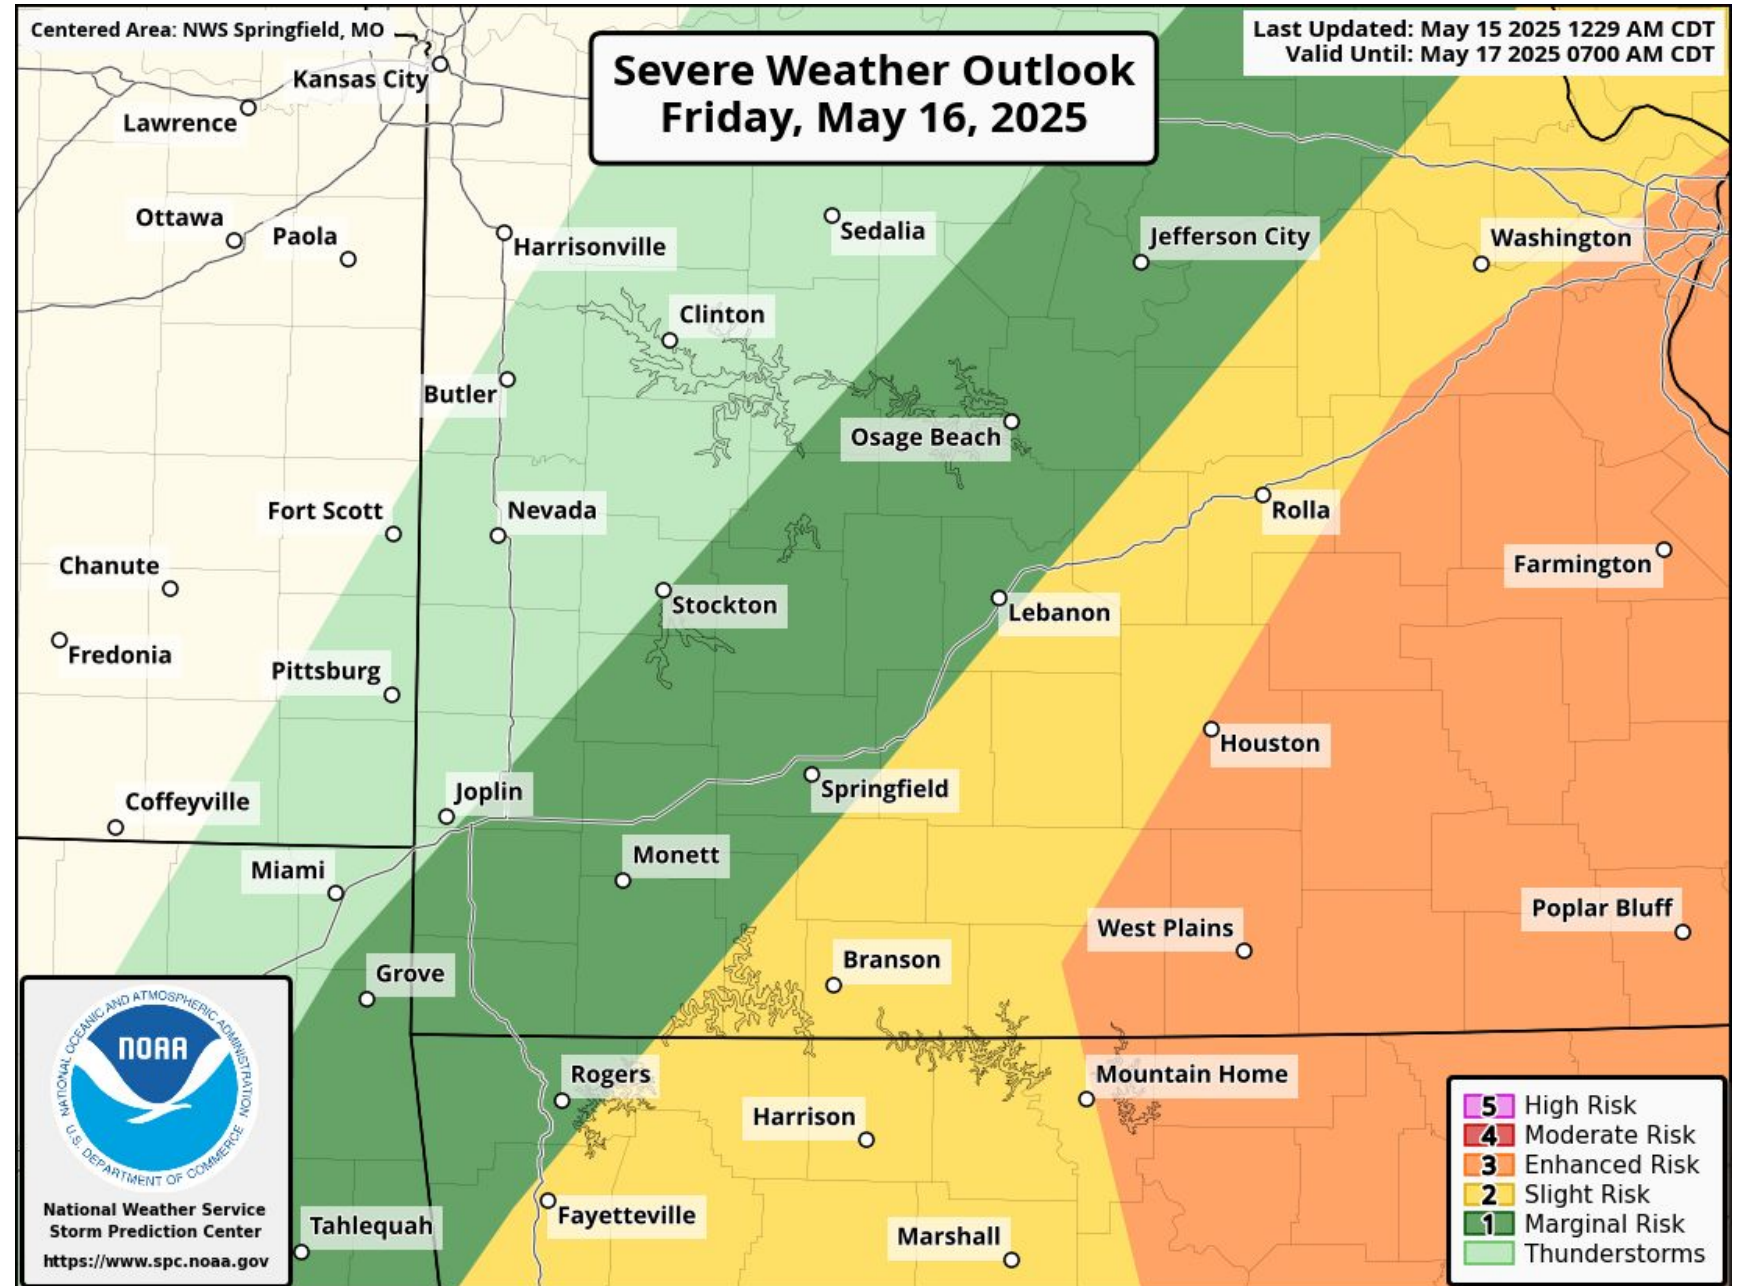 Centered Area: NWS Springfield, MO
Severe Weather Outlook
Friday, May 16, 2025
Last Updated: May 15 2025 1229 AM CDT
Valid Until: May 17 2025 0700 AM CDT
Kansas City
Lawrence
Ottawa
Paola
Harrisonville
Sedalia
Jefferson City
Washington
Clinton
Butler
Osage Beach
Fort Scott
Nevada
Rolla
Chanute
Farmington
Stockton
Lebanon
Fredonia
Pittsburg
Houston
Coffeyville
Joplin
Springfield
Miami
Monett
West Plains
Poplar Bluff
Grove
Branson
Rogers
Mountain Home
Harrison
Fayetteville
Tahlequah
Marshall
NATIONAL OCEANIC AND ATMOSPHERIC ADMINISTRATION
NOAA
U.S. DEPARTMENT OF COMMERCE
National Weather Service
Storm Prediction Center
https://www.spc.noaa.gov
5 High Risk
4 Moderate Risk
3 Enhanced Risk
2 Slight Risk
1 Marginal Risk
Thunderstorms